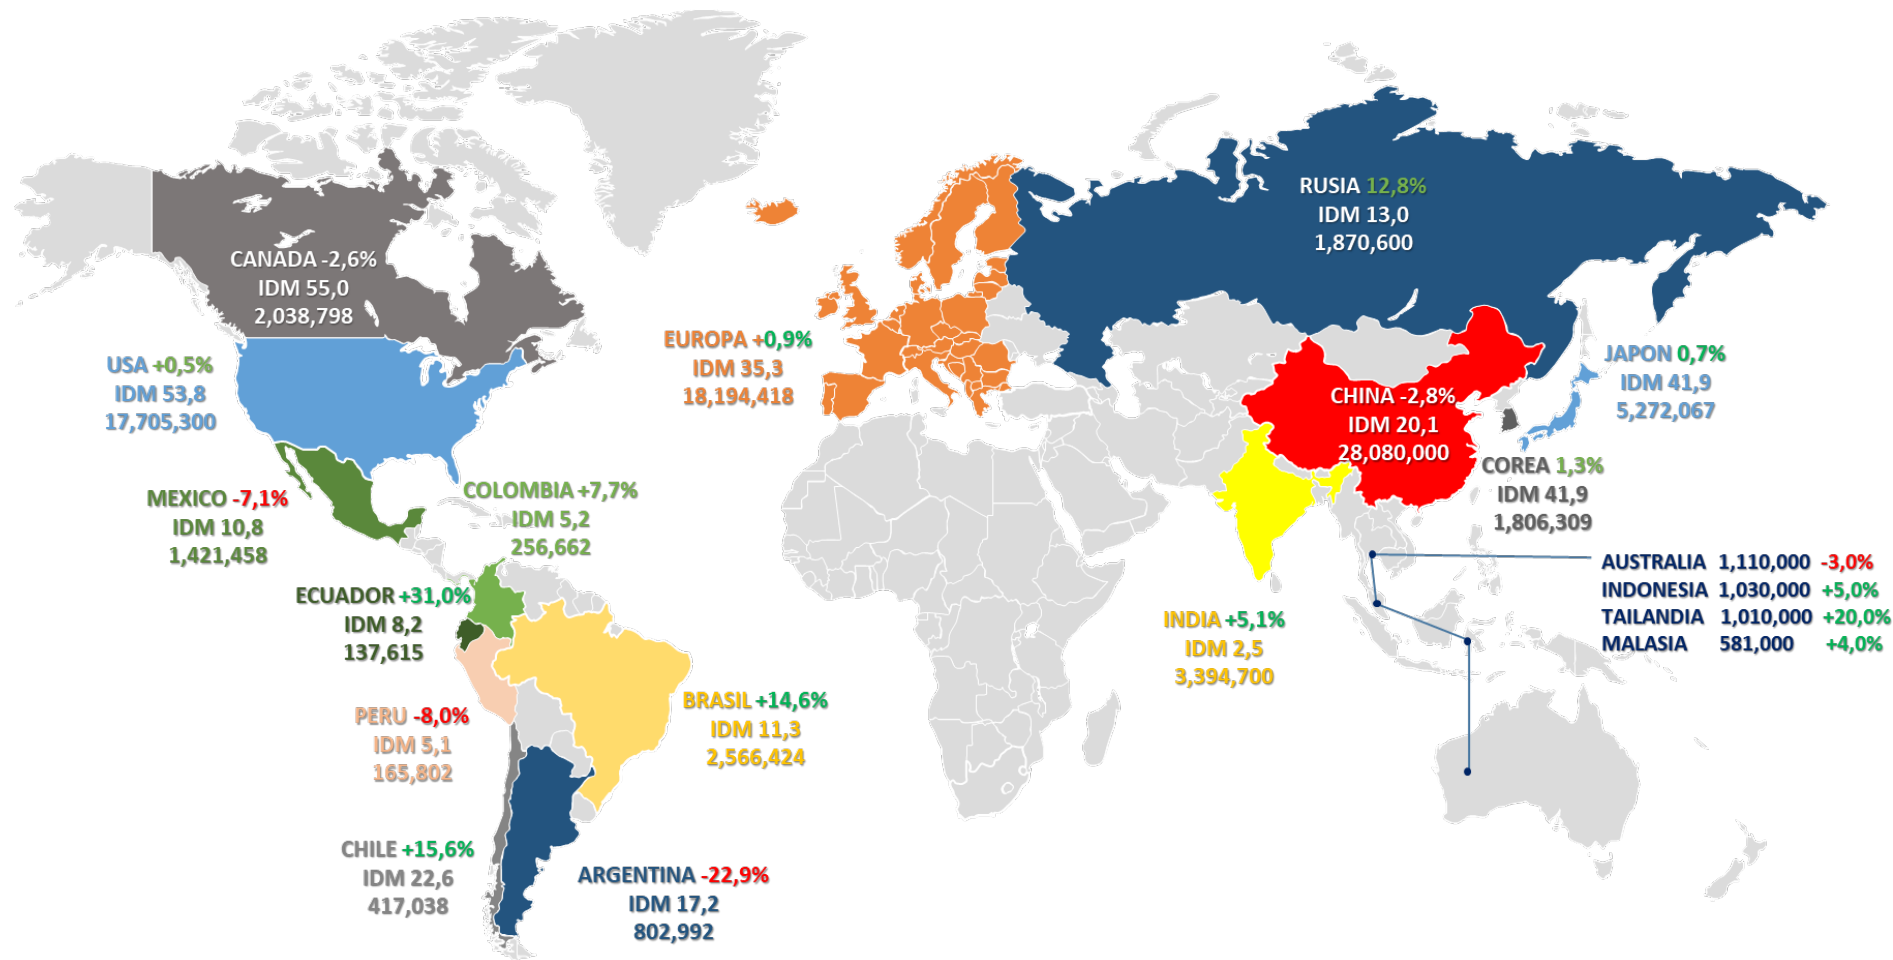 CANADA -2,6%
IDM 55,0
2,038,798
USA +0,5%
IDM 53,8
17,705,300
MEXICO -7,1%
IDM 10,8
1,421,458
COLOMBIA +7,7%
IDM 5,2
256,662
ECUADOR +31,0%
IDM 8,2
137,615
PERU -8,0%
IDM 5,1
165,802
BRASIL +14,6%
IDM 11,3
2,566,424
CHILE +15,6%
IDM 22,6
417,038
ARGENTINA -22,9%
IDM 17,2
802,992
EUROPA +0,9%
IDM 35,3
18,194,418
RUSIA 12,8%
IDM 13,0
1,870,600
CHINA -2,8%
IDM 20,1
28,080,000
JAPON 0,7%
IDM 41,9
5,272,067
COREA 1,3%
IDM 41,9
1,806,309
INDIA +5,1%
IDM 2,5
3,394,700
AUSTRALIA 1,110,000 -3,0%
INDONESIA 1,030,000 +5,0%
TAILANDIA 1,010,000 +20,0%
MALASIA 581,000 +4,0%